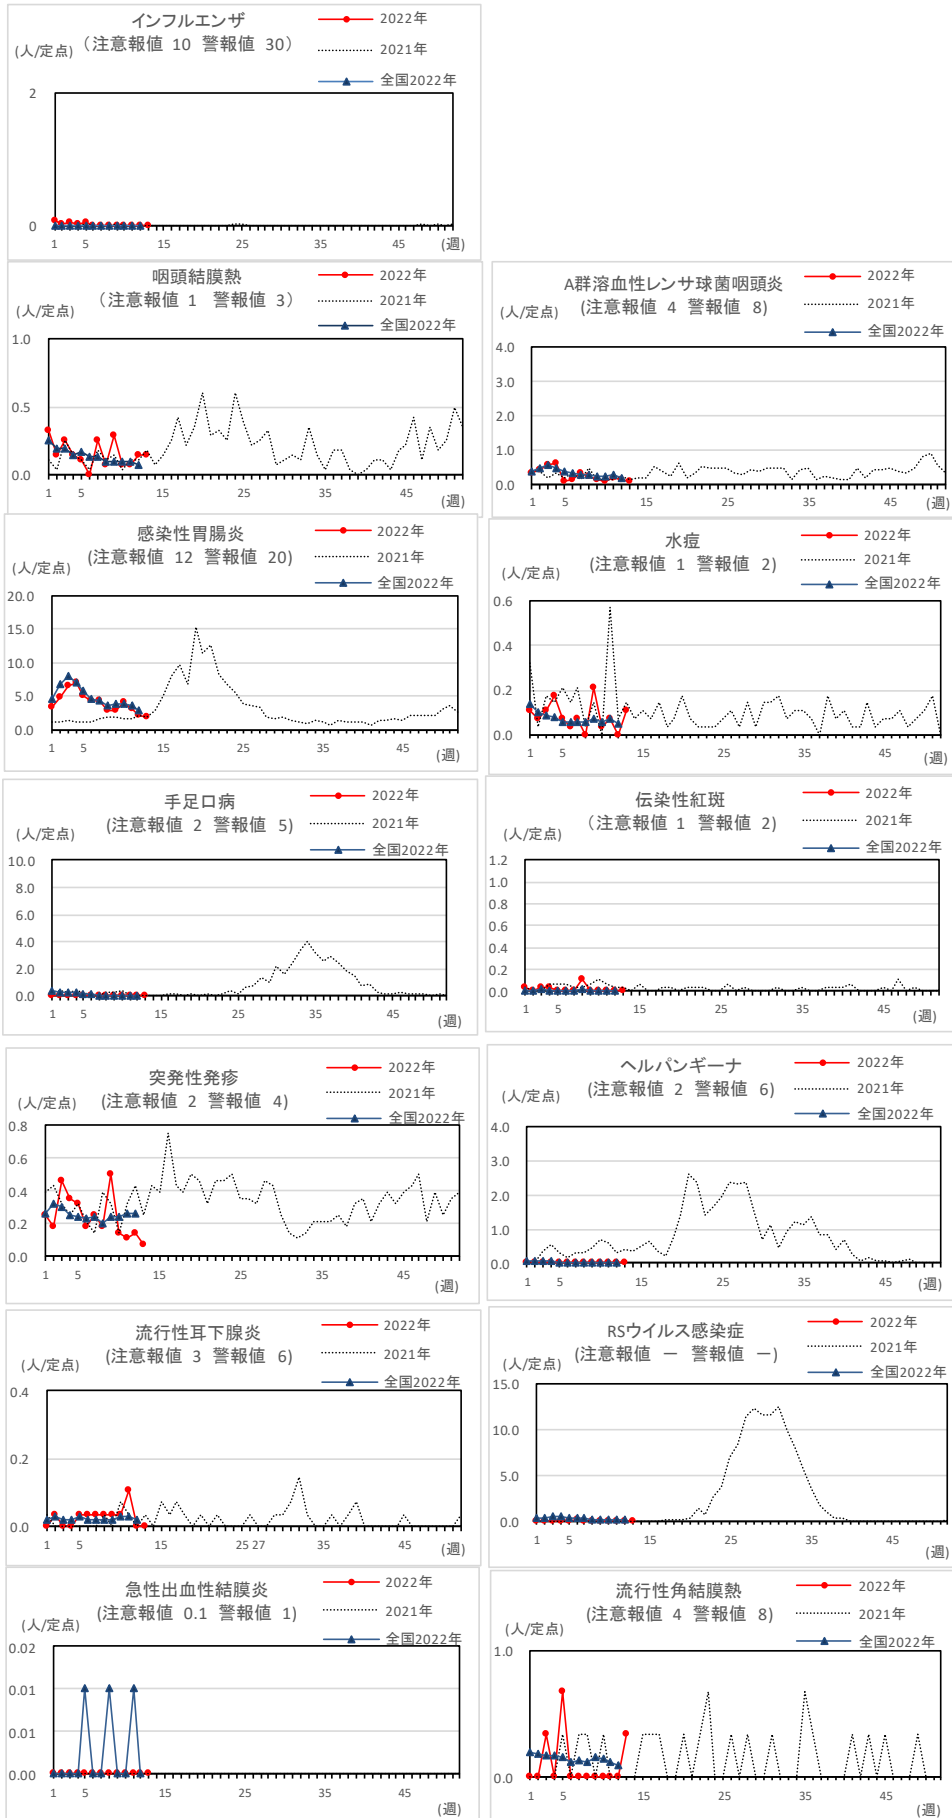 インフルエンザ
(人/定点)
（注意報値 10 警報値 30）
2022年
2021年
全国2022年
2
0
1 5 15 25 35 45
(週)
咽頭結膜熱
(人/定点)
（注意報値 1 警報値 3）
2022年
2021年
全国2022年
1.0
0.5
0.0
1 5 15 25 35 45
(週)
A群溶血性レンサ球菌咽頭炎
(人/定点)
(注意報値 4 警報値 8)
2022年
2021年
全国2022年
4.0
3.0
2.0
1.0
0.0
1 5 15 25 35 45
(週)
感染性胃腸炎
(人/定点)
(注意報値 12 警報値 20)
2022年
2021年
全国2022年
20.0
15.0
10.0
5.0
0.0
1 5 15 25 35 45
(週)
水痘
(人/定点)
(注意報値 1 警報値 2)
2022年
2021年
全国2022年
0.6
0.4
0.2
0.0
1 5 15 25 35 45
(週)
手足口病
(人/定点)
(注意報値 2 警報値 5)
2022年
2021年
全国2022年
10.0
8.0
6.0
4.0
2.0
0.0
1 5 15 25 35 45
(週)
伝染性紅斑
(人/定点)
（注意報値 1 警報値 2)
2022年
2021年
全国2022年
1.2
1.0
0.8
0.6
0.4
0.2
0.0
1 5 15 25 35 45
(週)
突発性発疹
(人/定点)
(注意報値 2 警報値 4)
2022年
2021年
全国2022年
0.8
0.6
0.4
0.2
0.0
1 5 15 25 35 45
(週)
ヘルパンギーナ
(人/定点)
(注意報値 2 警報値 6)
2022年
2021年
全国2022年
4.0
3.0
2.0
1.0
0.0
1 5 15 25 35 45
(週)
流行性耳下腺炎
(人/定点)
(注意報値 3 警報値 6)
2022年
2021年
全国2022年
0.4
0.2
0.0
1 5 15 25 27 35 45
(週)
RSウイルス感染症
(人/定点)
(注意報値 － 警報値 －)
2022年
2021年
全国2022年
15.0
10.0
5.0
0.0
1 5 15 25 35 45
(週)
急性出血性結膜炎
(人/定点)
(注意報値 0.1 警報値 1)
2022年
2021年
全国2022年
0.02
0.01
0.01
0.00
1 5 15 25 35 45
(週)
流行性角結膜熱
(人/定点)
(注意報値 4 警報値 8)
2022年
2021年
全国2022年
1.0
0.0
1 5 15 25 35 45
(週)